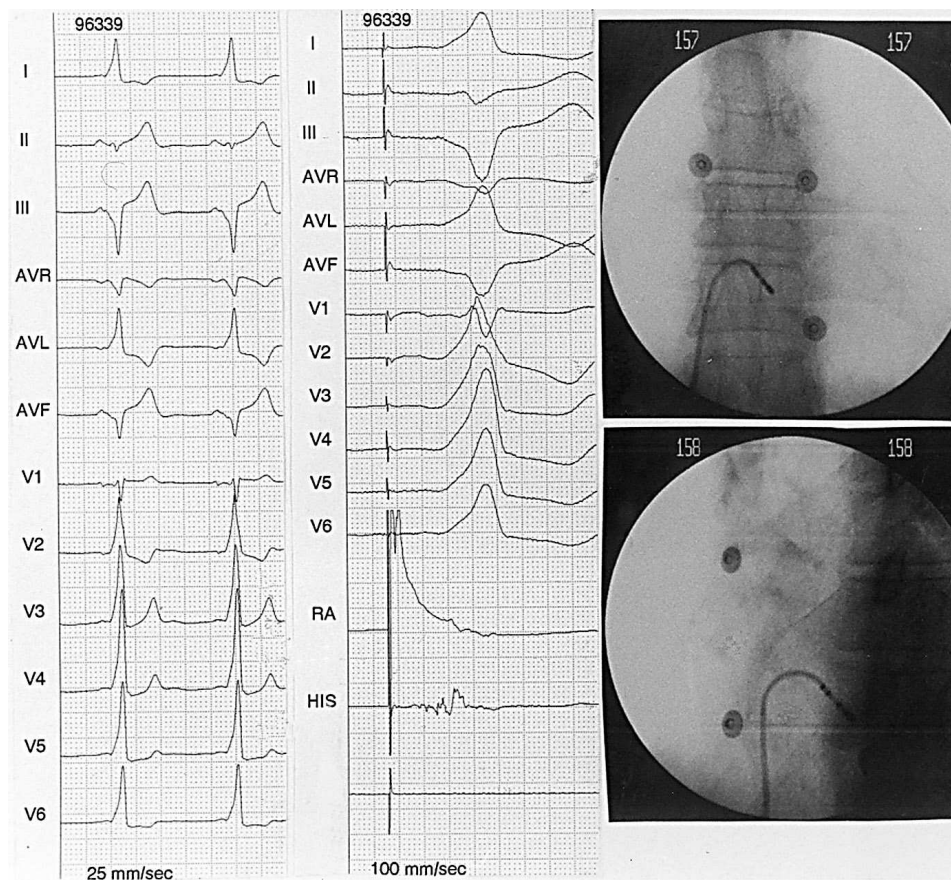 96339
I
II
III
AVR
AVL
AVF
V1
V2
V3
V4
V5
V6
25 mm/sec
96339
I
II
III
AVR
AVL
AVF
V1
V2
V3
V4
V5
V6
RA
HIS
100 mm/sec
157 157
158 158